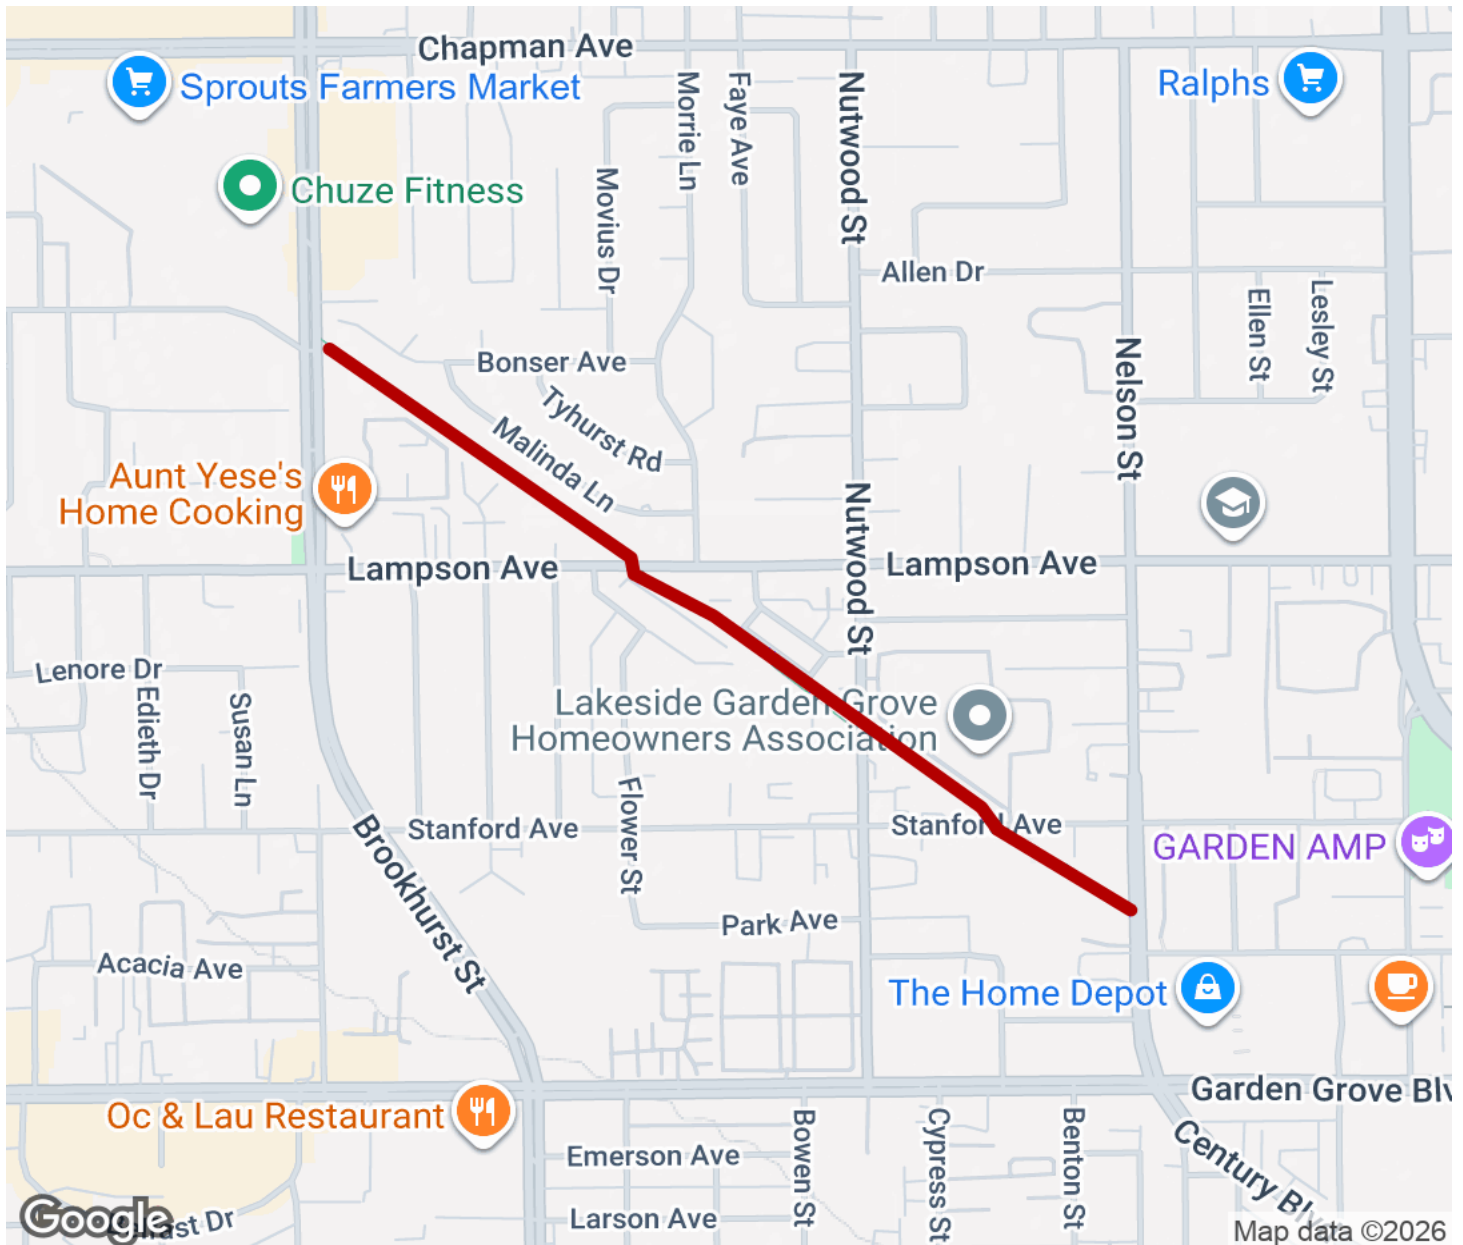 Chapman Ave
Sprouts Farmers Market
Ralphs
Morrie Ln
Faye Ave
Nutwood St
Chuze Fitness
Movius Dr
Allen Dr
Ellen St
Lesley St
Bonser Ave
Nelson St
Tyhurst Rd
Malinda Ln
Aunt Yese's
Home Cooking
Nutwood St
Lampson Ave
Lampson Ave
Lenore Dr
Edieth Dr
Susan Ln
Lakeside Garden Grove
Homeowners Association
Flower St
Brookhurst St
Stanford Ave
Stanford Ave
GARDEN AMP
Park Ave
Acacia Ave
The Home Depot
Garden Grove Blv
Oc & Lau Restaurant
Bowen St
Cypress St
Benton St
Century Blv
Emerson Ave
Larson Ave
Google
Dr
Map data ©2026